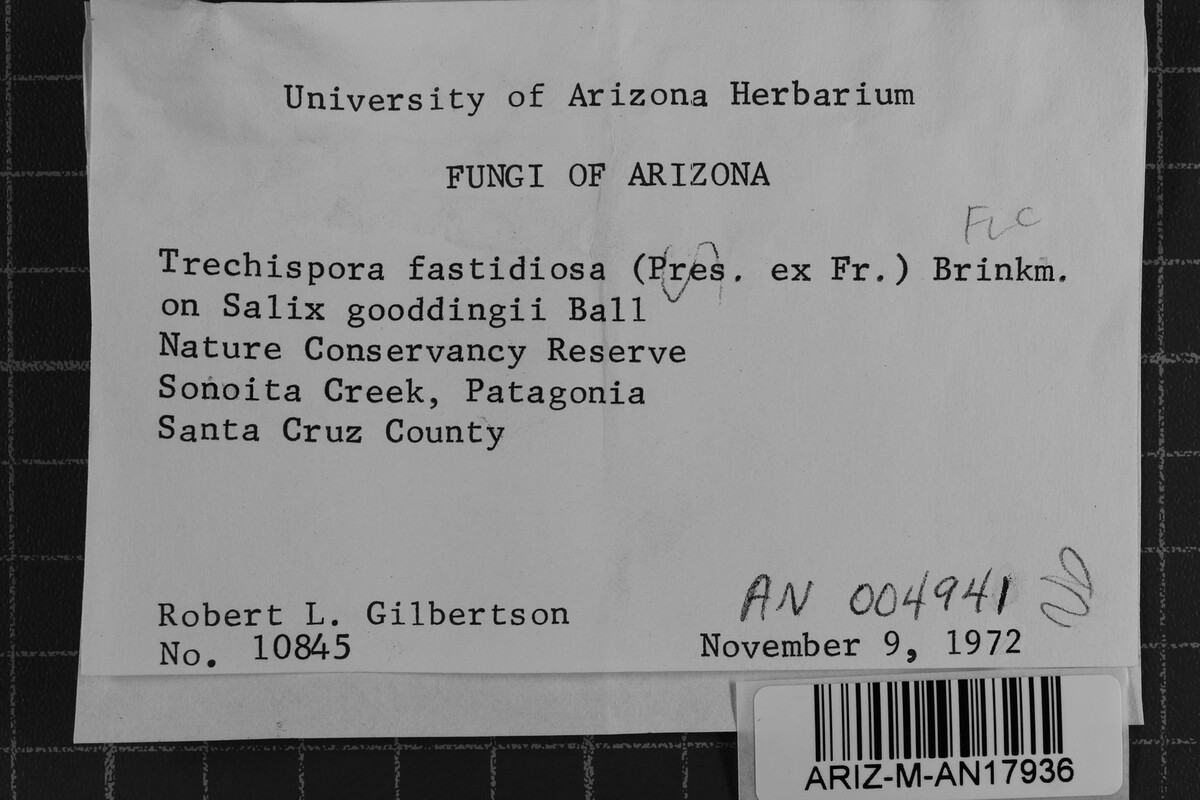 University of Arizona Herbarium
FUNGI OF ARIZONA
FLC
Trechispora fastidiosa (Pres. ex Fr.) Brinkm.
on Salix gooddingii Ball
Nature Conservancy Reserve
Sonoita Creek, Patagonia
Santa Cruz County
AN 004941
Robert L. Gilbertson
No. 10845
November 9, 1972
ARIZ-M-AN17936